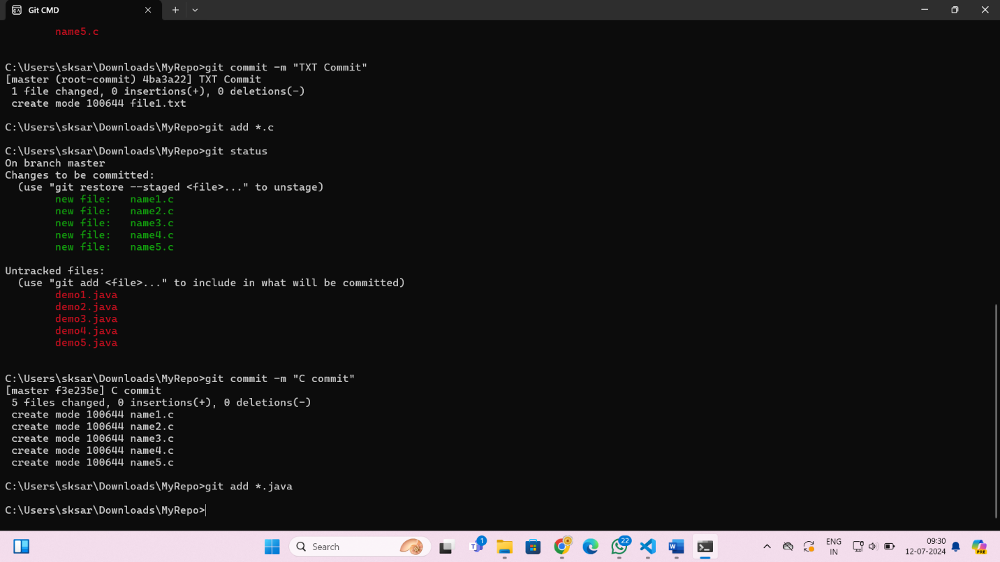 Git CMD
name5.c
C:\Users\sksar\Downloads\MyRepo>git commit -m "TXT Commit"
[master (root-commit) 4ba3a22] TXT Commit
 1 file changed, 0 insertions(+), 0 deletions(-)
 create mode 100644 file1.txt
C:\Users\sksar\Downloads\MyRepo>git add *.c
C:\Users\sksar\Downloads\MyRepo>git status
On branch master
Changes to be committed:
  (use "git restore --staged <file>..." to unstage)
        new file:   name1.c
        new file:   name2.c
        new file:   name3.c
        new file:   name4.c
        new file:   name5.c
Untracked files:
  (use "git add <file>..." to include in what will be committed)
        demo1.java
        demo2.java
        demo3.java
        demo4.java
        demo5.java
C:\Users\sksar\Downloads\MyRepo>git commit -m "C commit"
[master f3e235e] C commit
 5 files changed, 0 insertions(+), 0 deletions(-)
 create mode 100644 name1.c
 create mode 100644 name2.c
 create mode 100644 name3.c
 create mode 100644 name4.c
 create mode 100644 name5.c
C:\Users\sksar\Downloads\MyRepo>git add *.java
C:\Users\sksar\Downloads\MyRepo>
Search
1
22
ENG
IN
09:30
12-07-2024
PRE